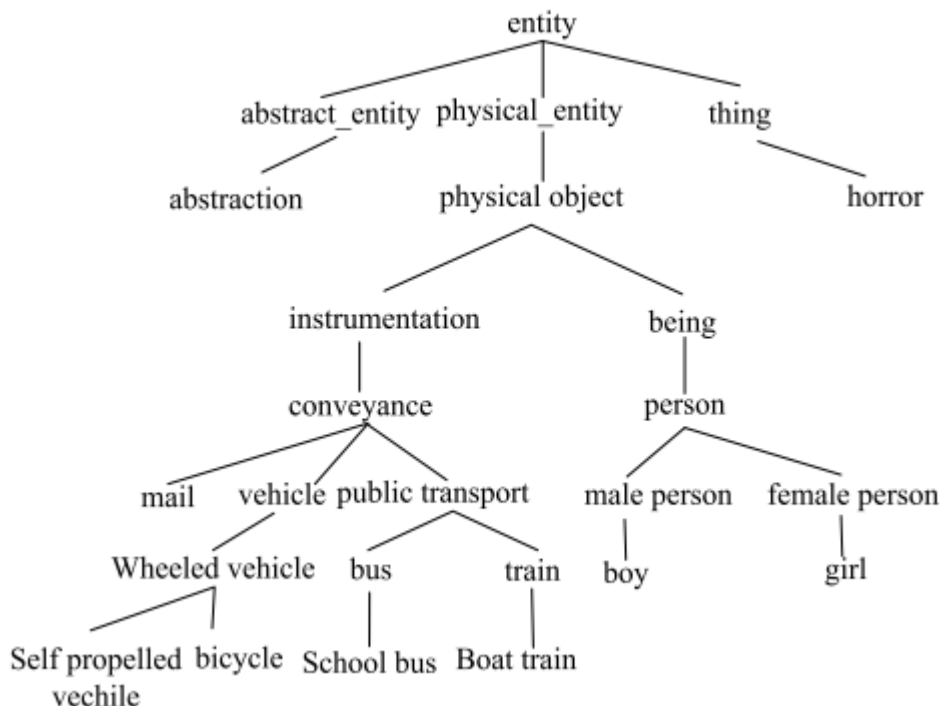 entity
abstract_entity physical_entity thing
abstraction physical object horror
instrumentation being
conveyance person
mail vehicle public transport male person female person
Wheeled vehicle bus train boy girl
Self propelled bicycle School bus Boat train
vechile